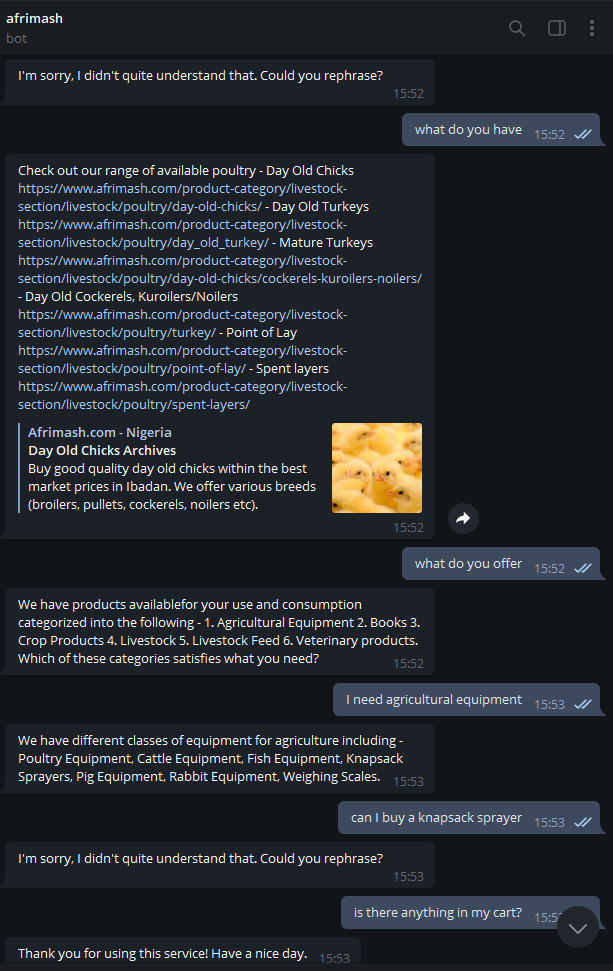 afrimash
bot
I'm sorry, I didn't quite understand that. Could you rephrase?
15:52
what do you have 15:52
Check out our range of available poultry - Day Old Chicks
https://www.afrimash.com/product-category/livestock-
section/livestock/poultry/day-old-chicks/ - Day Old Turkeys
https://www.afrimash.com/product-category/livestock-
section/livestock/poultry/day_old_turkey/ - Mature Turkeys
https://www.afrimash.com/product-category/livestock-
section/livestock/poultry/day-old-chicks/cockerels-kuroilers-noilers/
- Day Old Cockerels, Kuroilers/Noilers
https://www.afrimash.com/product-category/livestock-
section/livestock/poultry/turkey/ - Point of Lay
https://www.afrimash.com/product-category/livestock-
section/livestock/poultry/point-of-lay/ - Spent layers
https://www.afrimash.com/product-category/livestock-
section/livestock/poultry/spent-layers/
Afrimash.com - Nigeria
Day Old Chicks Archives
Buy good quality day old chicks within the best
market prices in Ibadan. We offer various breeds
(broilers, pullets, cockerels, noilers etc).
15:52
what do you offer 15:52
We have products availablefor your use and consumption
categorized into the following - 1. Agricultural Equipment 2. Books 3.
Crop Products 4. Livestock 5. Livestock Feed 6. Veterinary products.
Which of these categories satisfies what you need?
15:52
I need agricultural equipment 15:53
We have different classes of equipment for agriculture including -
Poultry Equipment, Cattle Equipment, Fish Equipment, Knapsack
Sprayers, Pig Equipment, Rabbit Equipment, Weighing Scales. 15:53
can I buy a knapsack sprayer 15:53
I'm sorry, I didn't quite understand that. Could you rephrase?
15:53
is there anything in my cart?
Thank you for using this service! Have a nice day. 15:53